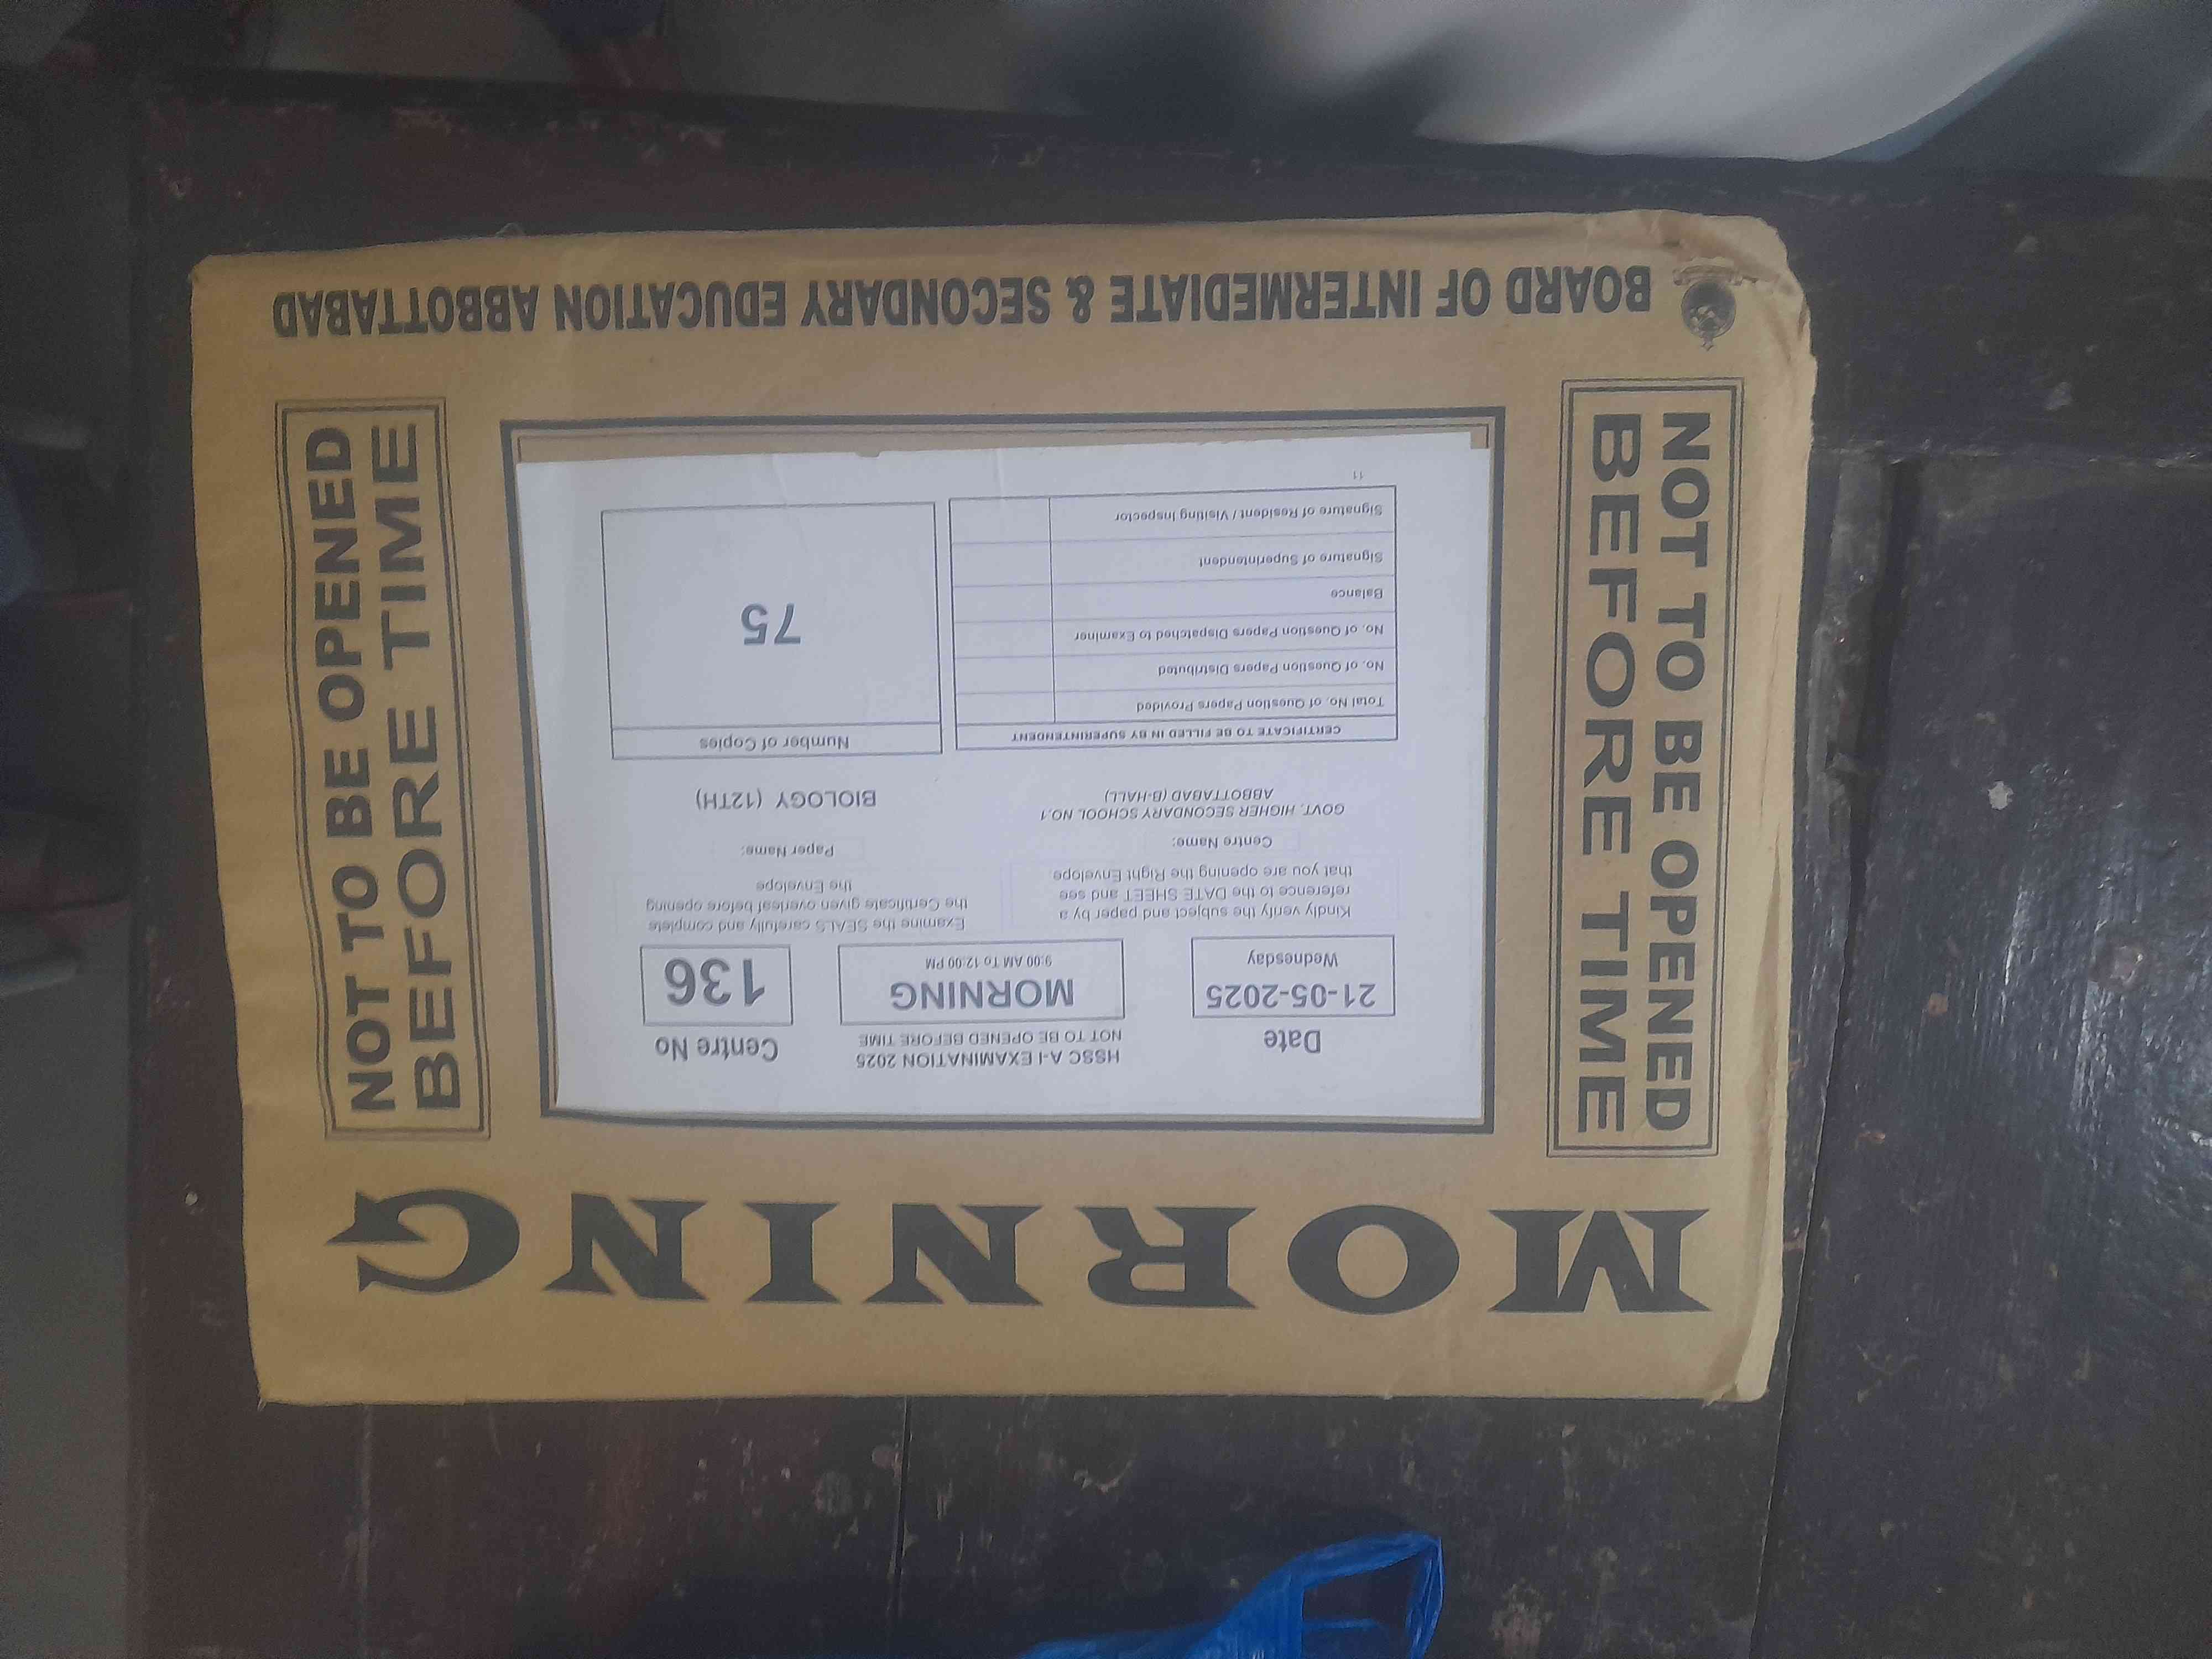 MORNING
NOT TO BE OPENED
BEFORE TIME
NOT TO BE OPENED
BEFORE TIME
Date
21-05-2025
Wednesday
HSSC A-I EXAMINATION 2025
NOT TO BE OPENED BEFORE TIME
MORNING
9:00 AM To 12:00 PM
Centre No
136
Kindly verify the subject and paper by a
reference to the DATE SHEET and see
that you are opening the Right Envelope
Examine the SEALS carefully and complete
the Certificate given overleaf before opening
the Envelope
Centre Name:
GOVT. HIGHER SECONDARY SCHOOL NO.1
ABBOTTABAD (B-HALL)
Paper Name:
BIOLOGY (12TH)
CERTIFICATE TO BE FILLED IN BY SUPERINTENDENT
Total No. of Question Papers Provided
No. of Question Papers Distributed
No. of Question Papers Dispatched to Examiner
Balance
Signature of Superintendent
Signature of Resident / Visiting Inspector
Number of Copies
75
11
BOARD OF INTERMEDIATE & SECONDARY EDUCATION ABBOTTABAD